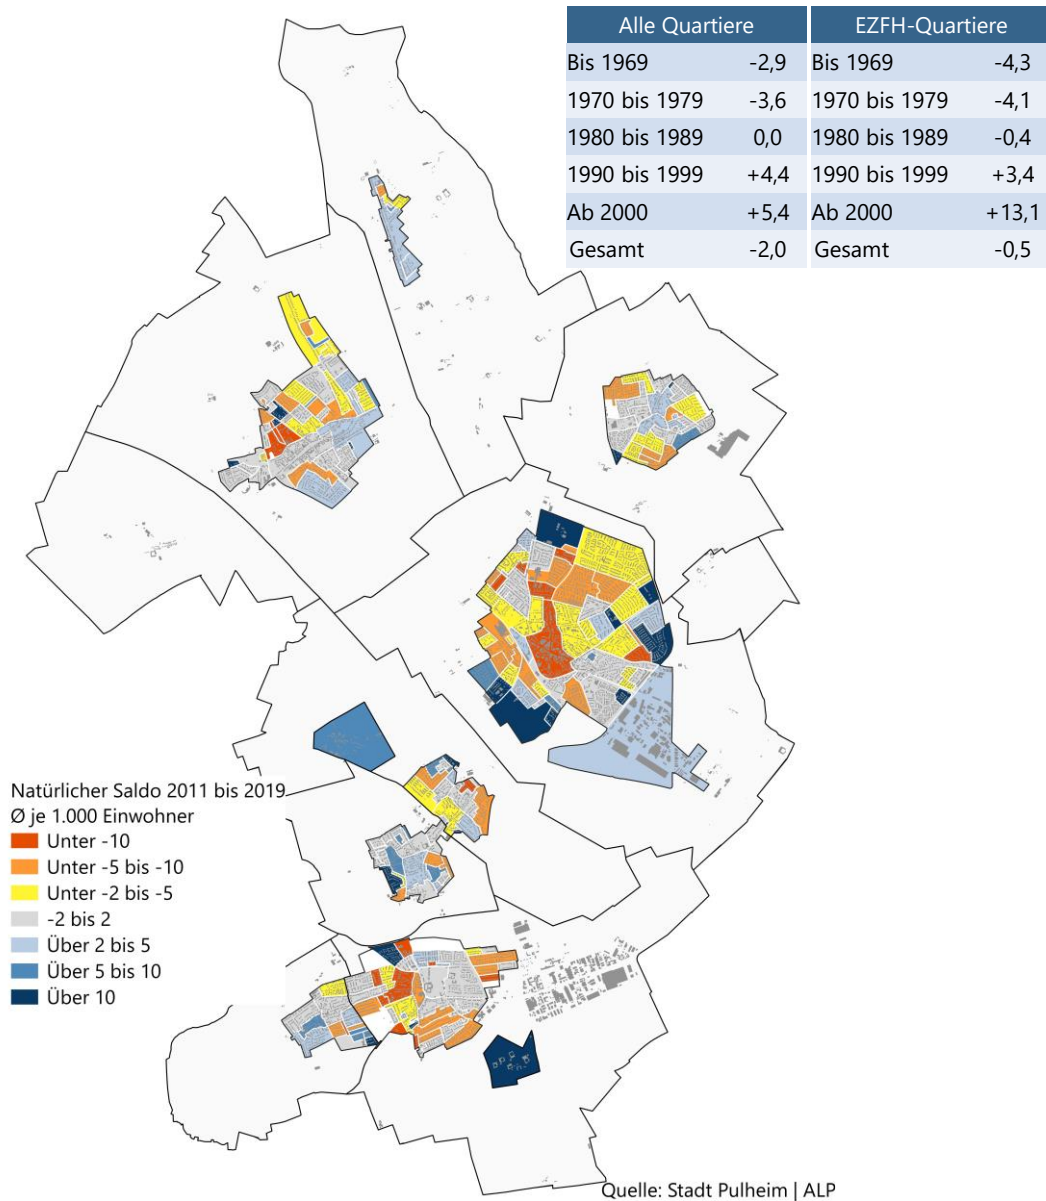 Alle Quartiere EZFH-Quartiere
Bis 1969 -2,9 Bis 1969 -4,3
1970 bis 1979 -3,6 1970 bis 1979 -4,1
1980 bis 1989 0,0 1980 bis 1989 -0,4
1990 bis 1999 +4,4 1990 bis 1999 +3,4
Ab 2000 +5,4 Ab 2000 +13,1
Gesamt -2,0 Gesamt -0,5
Natürlicher Saldo 2011 bis 2019
Ø je 1.000 Einwohner
Unter -10
Unter -5 bis -10
Unter -2 bis -5
-2 bis 2
Über 2 bis 5
Über 5 bis 10
Über 10
Quelle: Stadt Pulheim | ALP